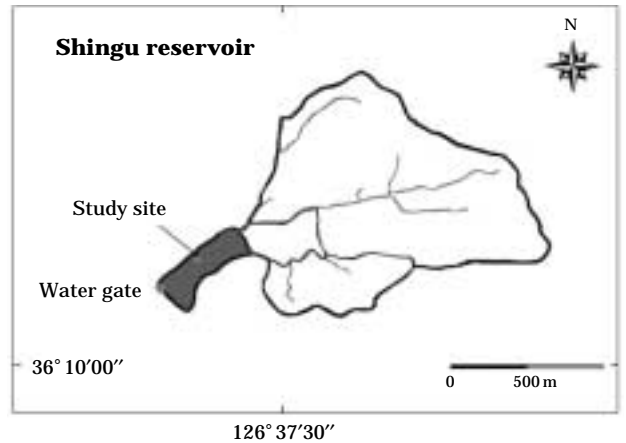 N
Shingu reservoir
Study site
Water gate
36° 10′00′′
0 500 m
126° 37′30′′